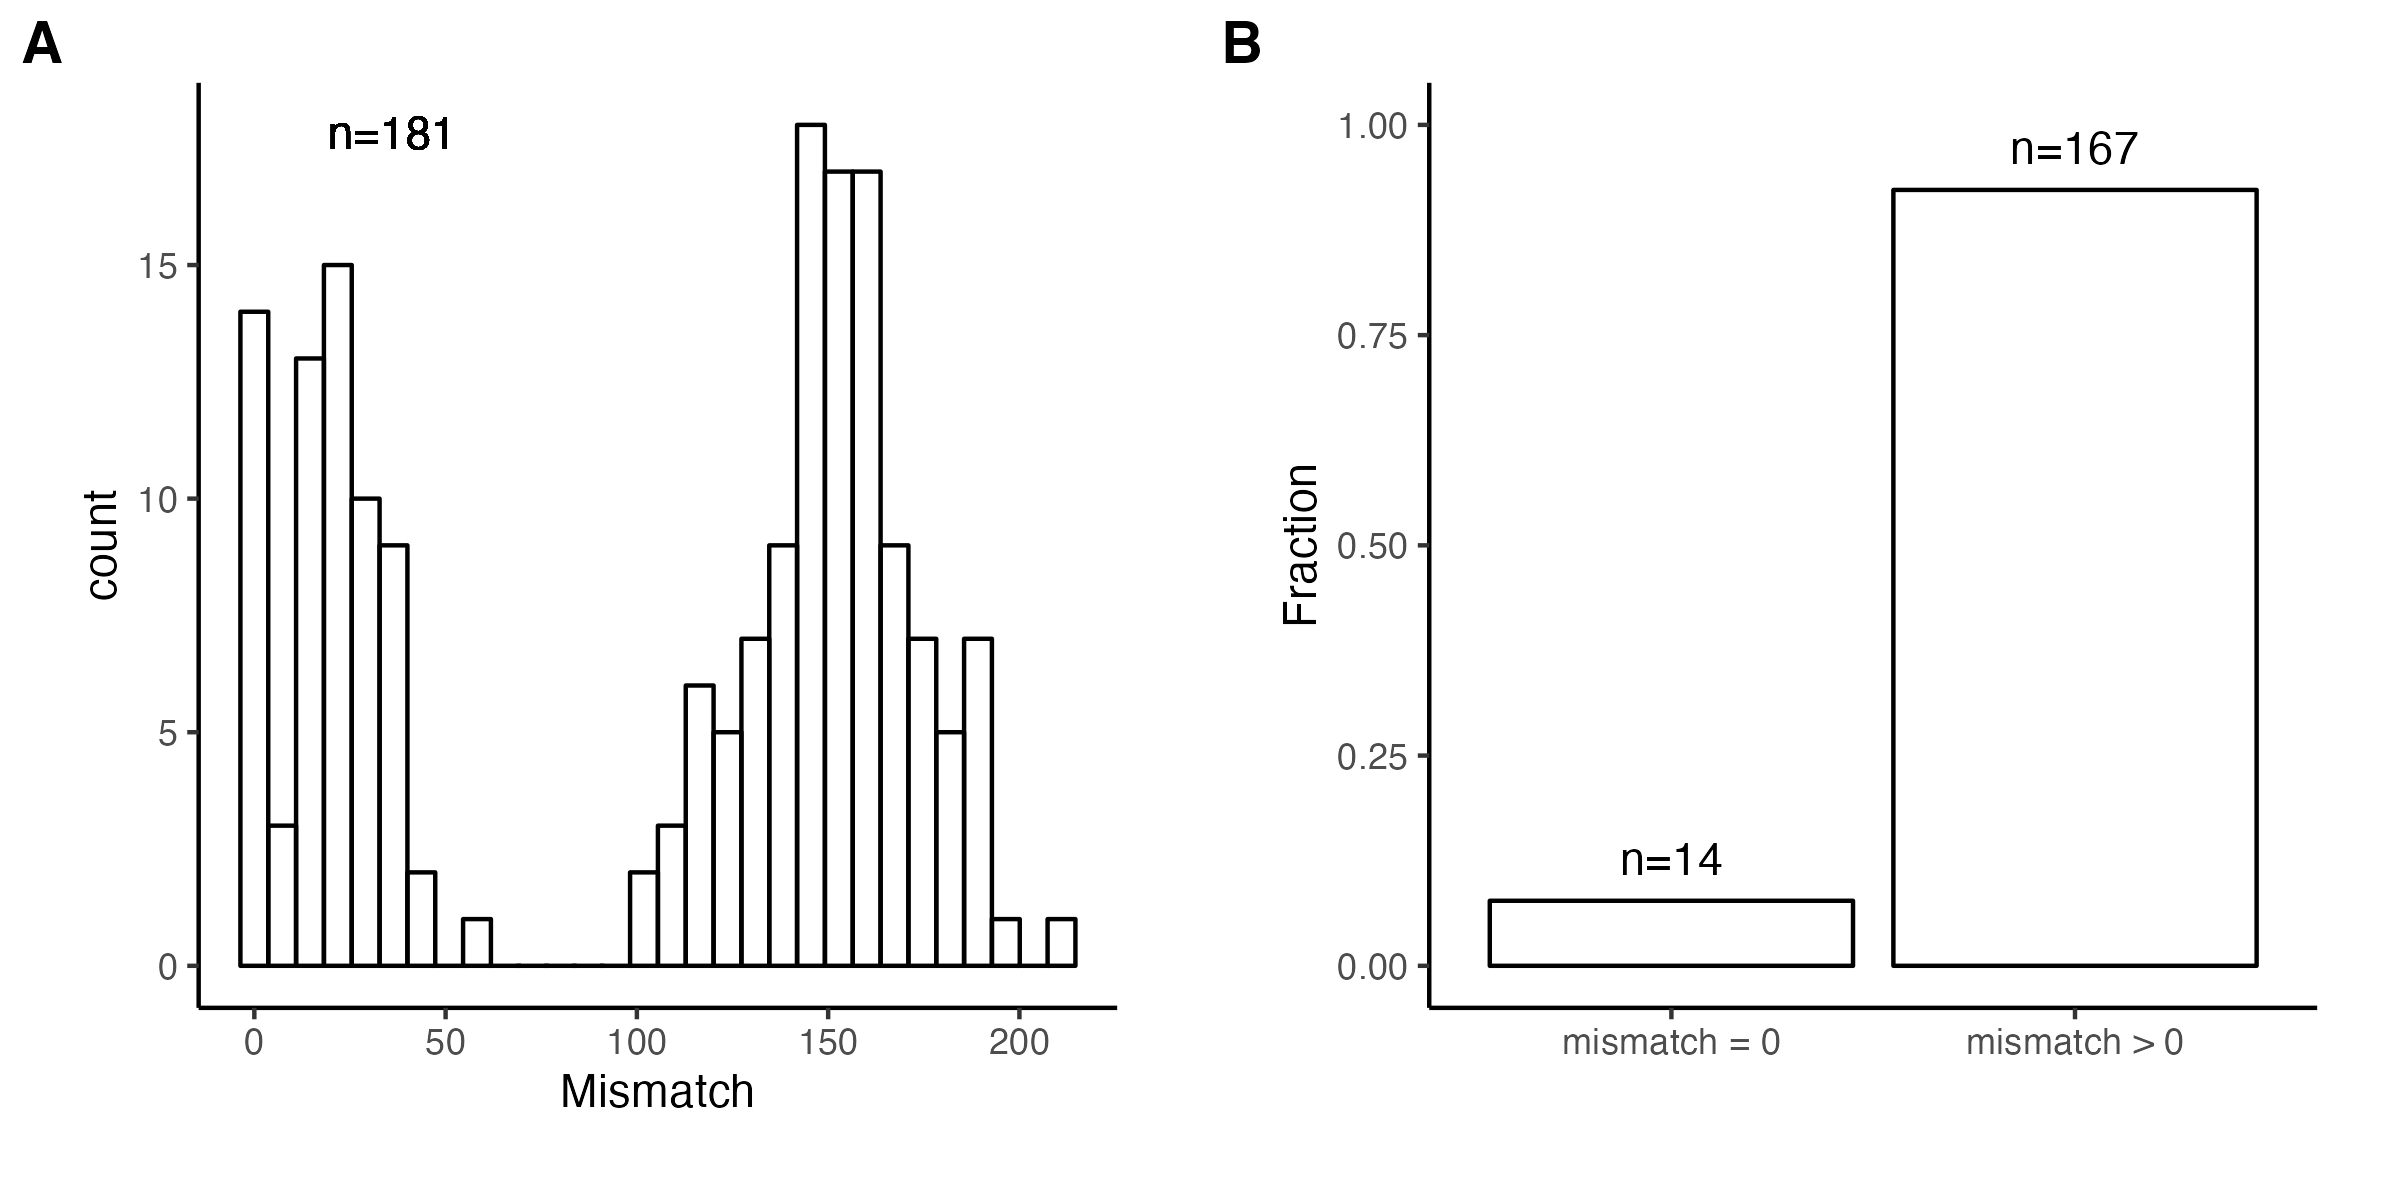 A
n=181
15
10
5
0
count
0 50 100 150 200
Mismatch
B
n=167
n=14
1.00
0.75
0.50
0.25
0.00
Fraction
mismatch = 0 mismatch > 0